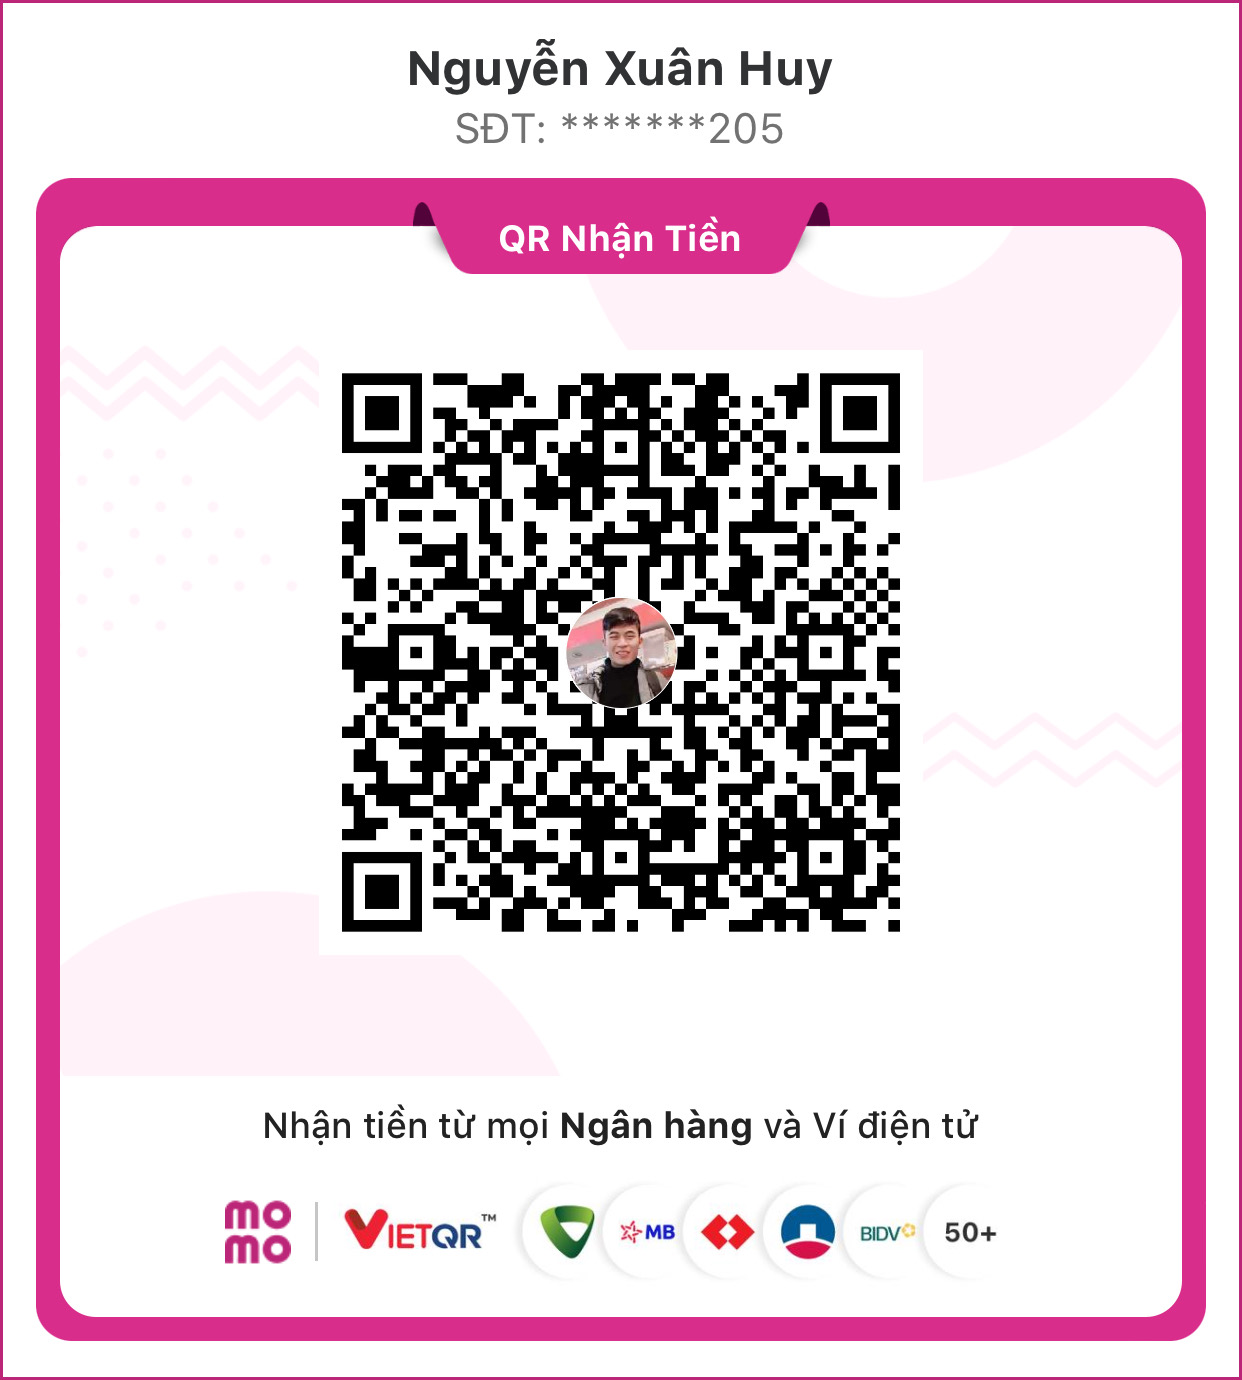 Nguyễn Xuân Huy
SĐT: *******205
QR Nhận Tiền
Nhận tiền từ mọi Ngân hàng và Ví điện tử
mo
mo
VIETQR™
MB
BIDV
50+